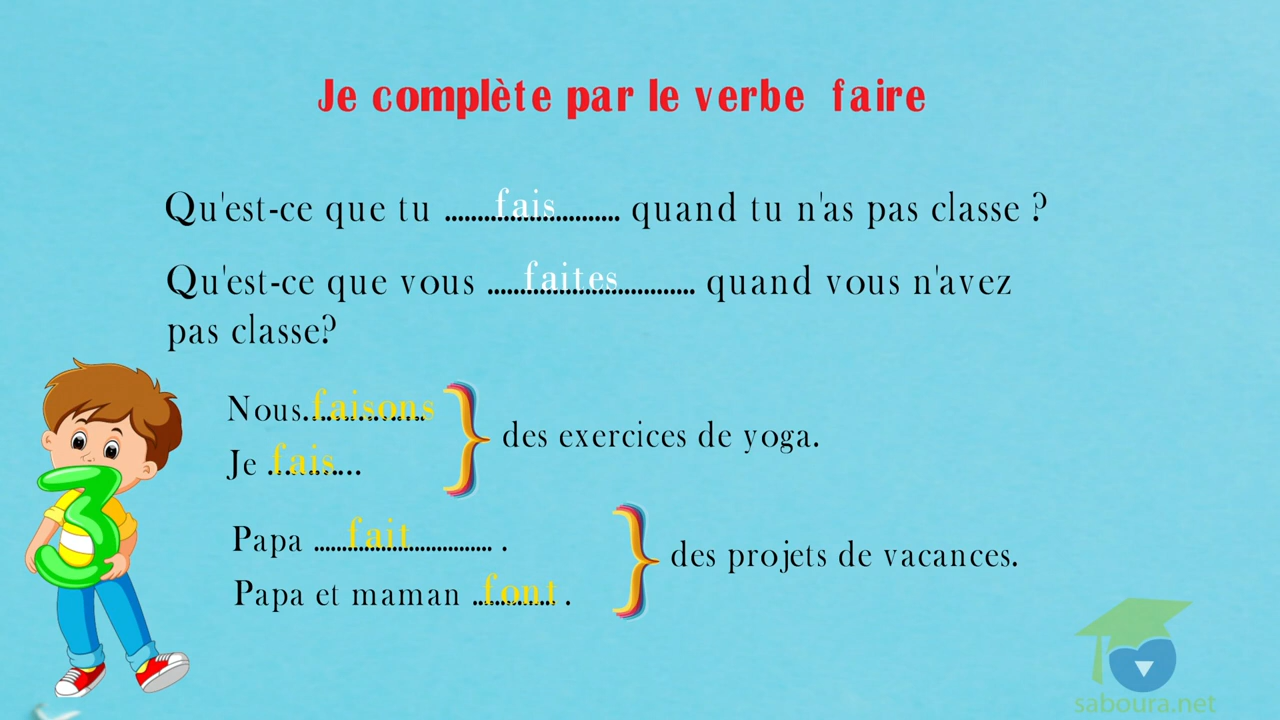 Je complète par le verbe faire
Qu'est-ce que tu ........fais........ quand tu n'as pas classe ?
Qu'est-ce que vous ........faites........ quand vous n'avez
pas classe?
Nous...faisons...
Je ...fais...
des exercices de yoga.
Papa ........fait........ .
Papa et maman ...font... .
des projets de vacances.
3
saboura.net